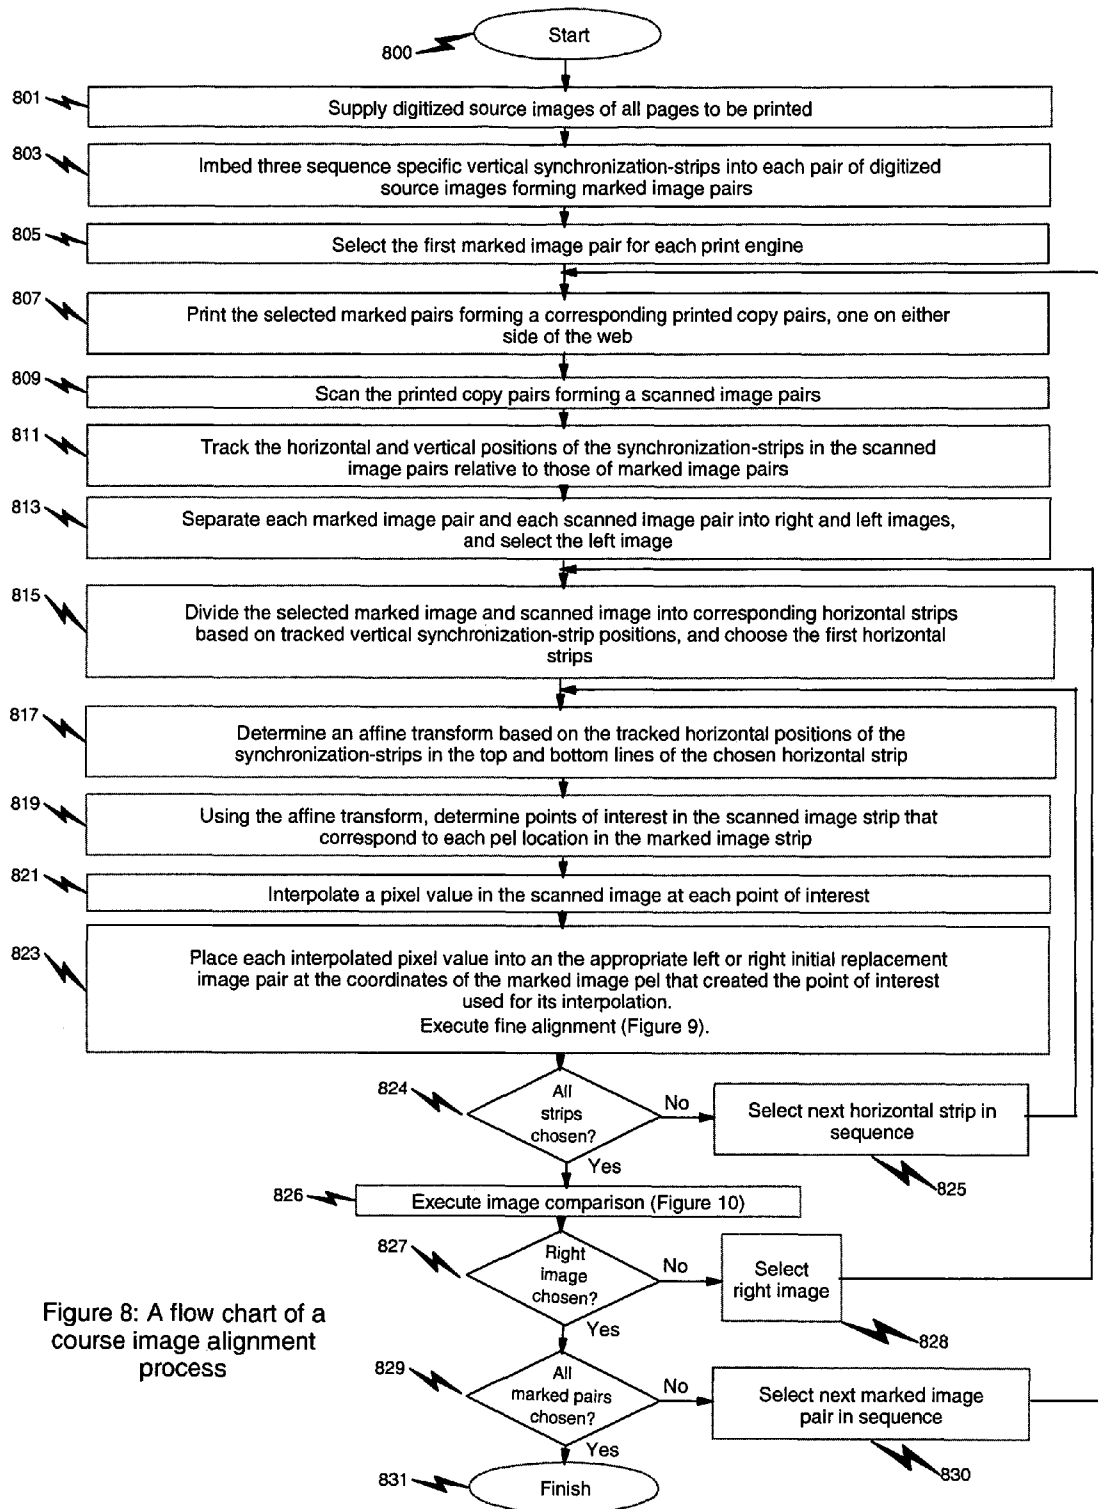 Start
800
801
Supply digitized source images of all pages to be printed
803
Imbed three sequence specific vertical synchronization-strips into each pair of digitized
source images forming marked image pairs
805
Select the first marked image pair for each print engine
807
Print the selected marked pairs forming a corresponding printed copy pairs, one on either
side of the web
809
Scan the printed copy pairs forming a scanned image pairs
811
Track the horizontal and vertical positions of the synchronization-strips in the scanned
image pairs relative to those of marked image pairs
813
Separate each marked image pair and each scanned image pair into right and left images,
and select the left image
815
Divide the selected marked image and scanned image into corresponding horizontal strips
based on tracked vertical synchronization-strip positions, and choose the first horizontal
strips
817
Determine an affine transform based on the tracked horizontal positions of the
synchronization-strips in the top and bottom lines of the chosen horizontal strip
819
Using the affine transform, determine points of interest in the scanned image strip that
correspond to each pel location in the marked image strip
821
Interpolate a pixel value in the scanned image at each point of interest
823
Place each interpolated pixel value into an the appropriate left or right initial replacement
image pair at the coordinates of the marked image pel that created the point of interest
used for its interpolation.
Execute fine alignment (Figure 9).
824
All
strips
chosen?
No
Select next horizontal strip in
sequence
825
Yes
826
Execute image comparison (Figure 10)
827
Right
image
chosen?
No
Select
right image
828
Yes
Figure 8: A flow chart of a
course image alignment
process
829
All
marked pairs
chosen?
No
Select next marked image
pair in sequence
830
Yes
831
Finish